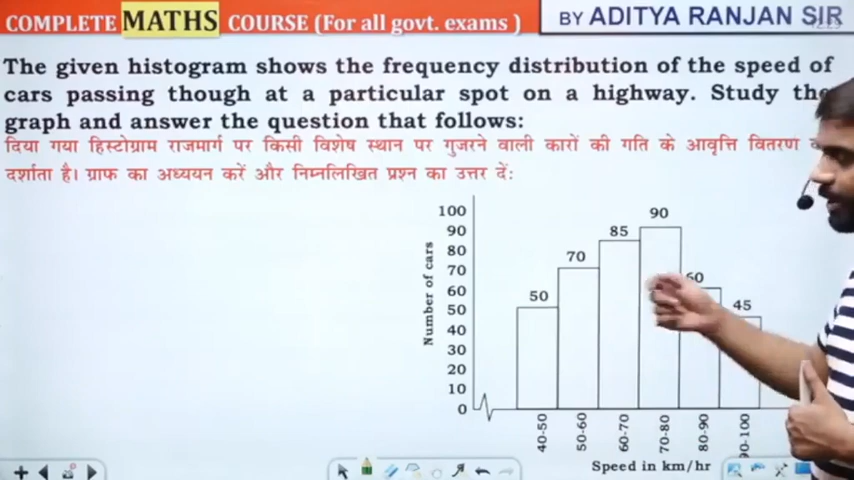 COMPLETE MATHS COURSE (For all govt. exams )
BY ADITYA RANJAN SIR
The given histogram shows the frequency distribution of the speed of
cars passing though at a particular spot on a highway. Study the
graph and answer the question that follows:
दिया गया हिस्टोग्राम राजमार्ग पर किसी विशेष स्थान पर गुजरने वाली कारों की गति के आवृत्ति वितरण
दर्शाता है। ग्राफ का अध्ययन करें और निम्नलिखित प्रश्न का उत्तर दें:
Number of cars
100
90
80
70
60
50
40
30
20
10
0
50
70
85
90
60
45
40-50
50-60
60-70
70-80
80-90
90-100
Speed in km/hr